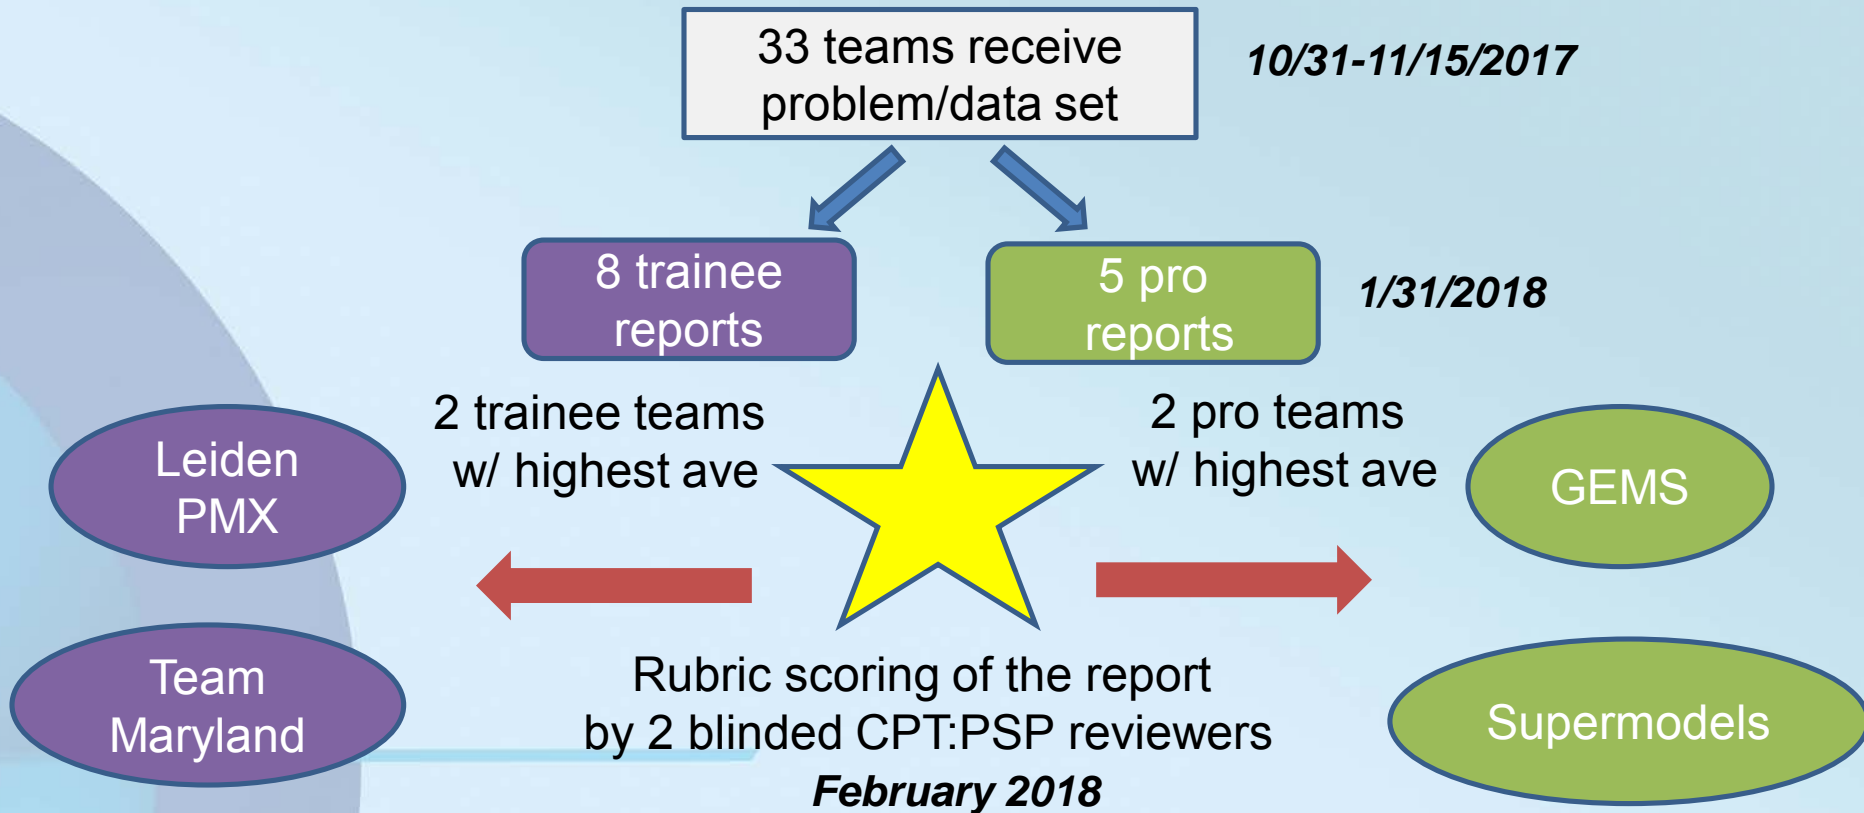 33 teams receive
problem/data set
10/31-11/15/2017
8 trainee
reports
5 pro
reports
1/31/2018
2 trainee teams
w/ highest ave
2 pro teams
w/ highest ave
Leiden
PMX
GEMS
Team
Maryland
Rubric scoring of the report
by 2 blinded CPT:PSP reviewers
February 2018
Supermodels